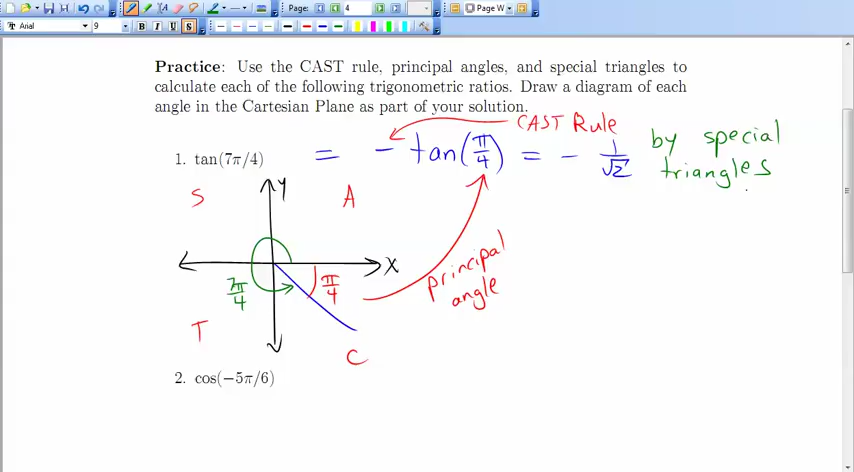 Page: 4 Page W
Arial 9 B I U S
Practice: Use the CAST rule, principal angles, and special triangles to
calculate each of the following trigonometric ratios. Draw a diagram of each
angle in the Cartesian Plane as part of your solution.
CAST Rule
1. tan(7π/4) = - tan(π/4) = - 1/√2 by special
triangles
y
S A
x
principal
angle
7π/4
π/4
T
C
2. cos(−5π/6)